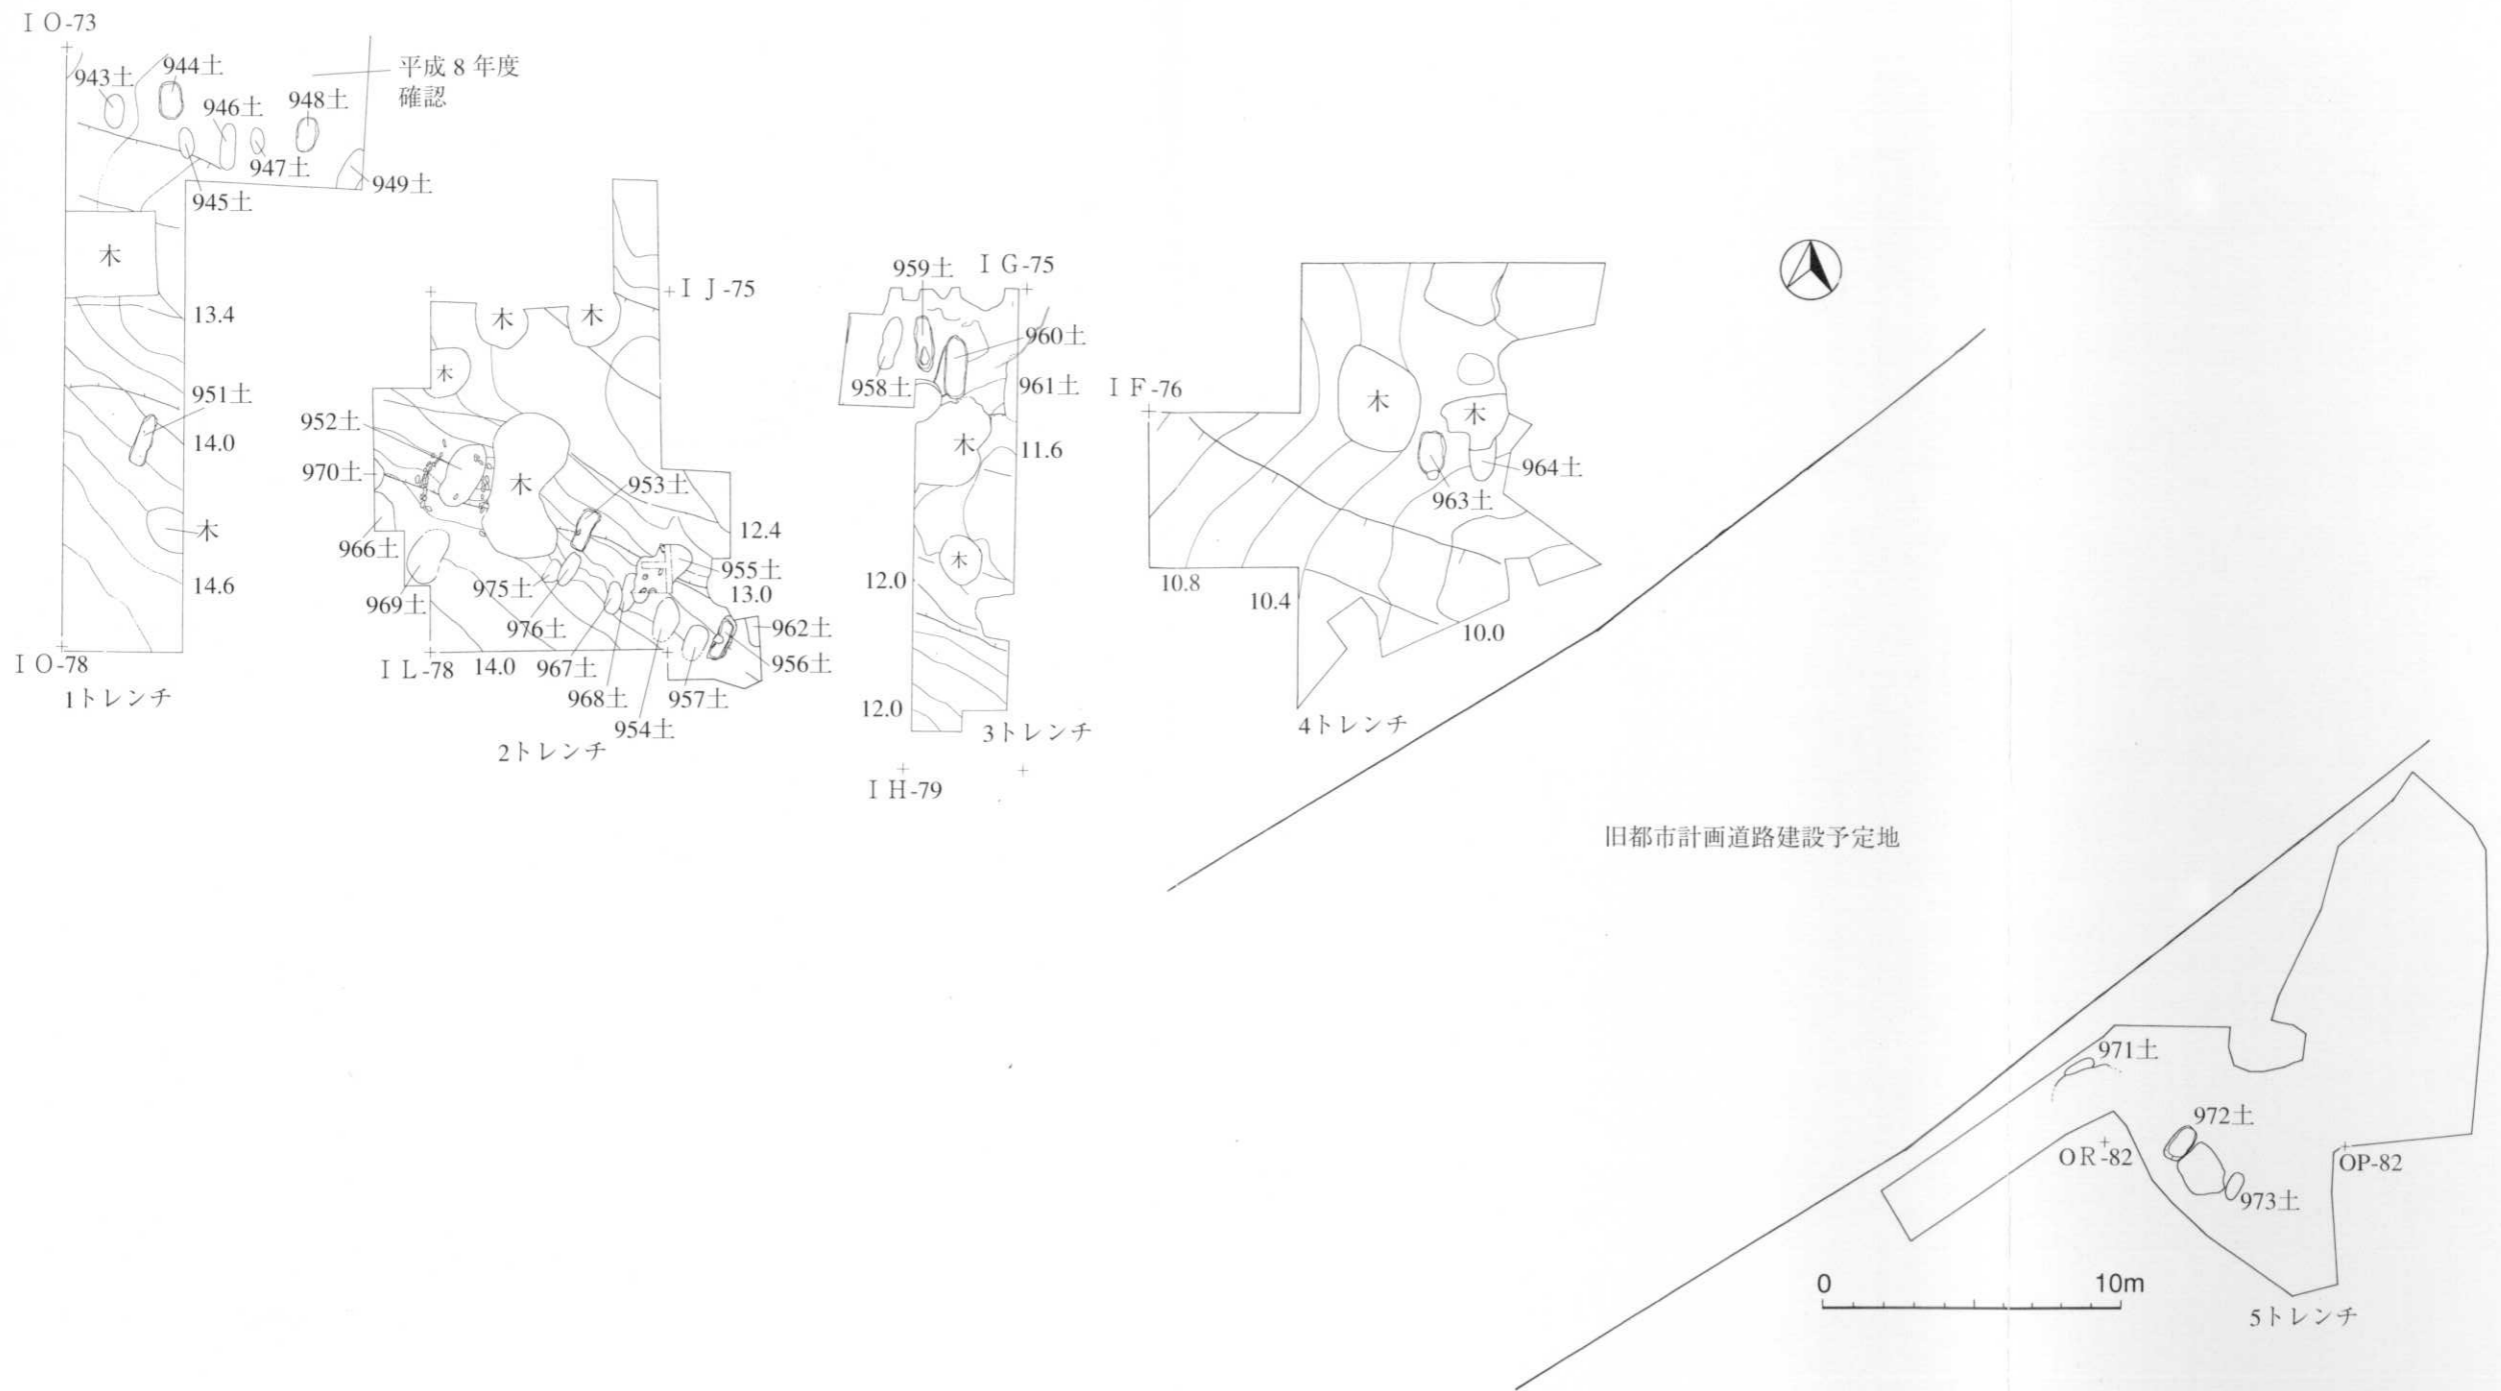 ＩＯ-73
943土
944土
946土
948土
平成８年度
確認
947土
949土
945土
木
13.4
951土
14.0
木
14.6
ＩＯ-78
1トレンチ
ＩＪ-75
木
木
木
952土
970土
木
953土
966土
12.4
955土
13.0
969土
975土
976土
962土
956土
ＩＬ-78
14.0
967土
968土
957土
954土
2トレンチ
959土
ＩＧ-75
960土
958土
961土
木
11.6
木
12.0
12.0
3トレンチ
ＩＨ-79
ＩＦ-76
木
木
964土
963土
10.8
10.4
10.0
4トレンチ
旧都市計画道路建設予定地
971土
972土
ＯＲ-82
OP-82
973土
0
10m
5トレンチ